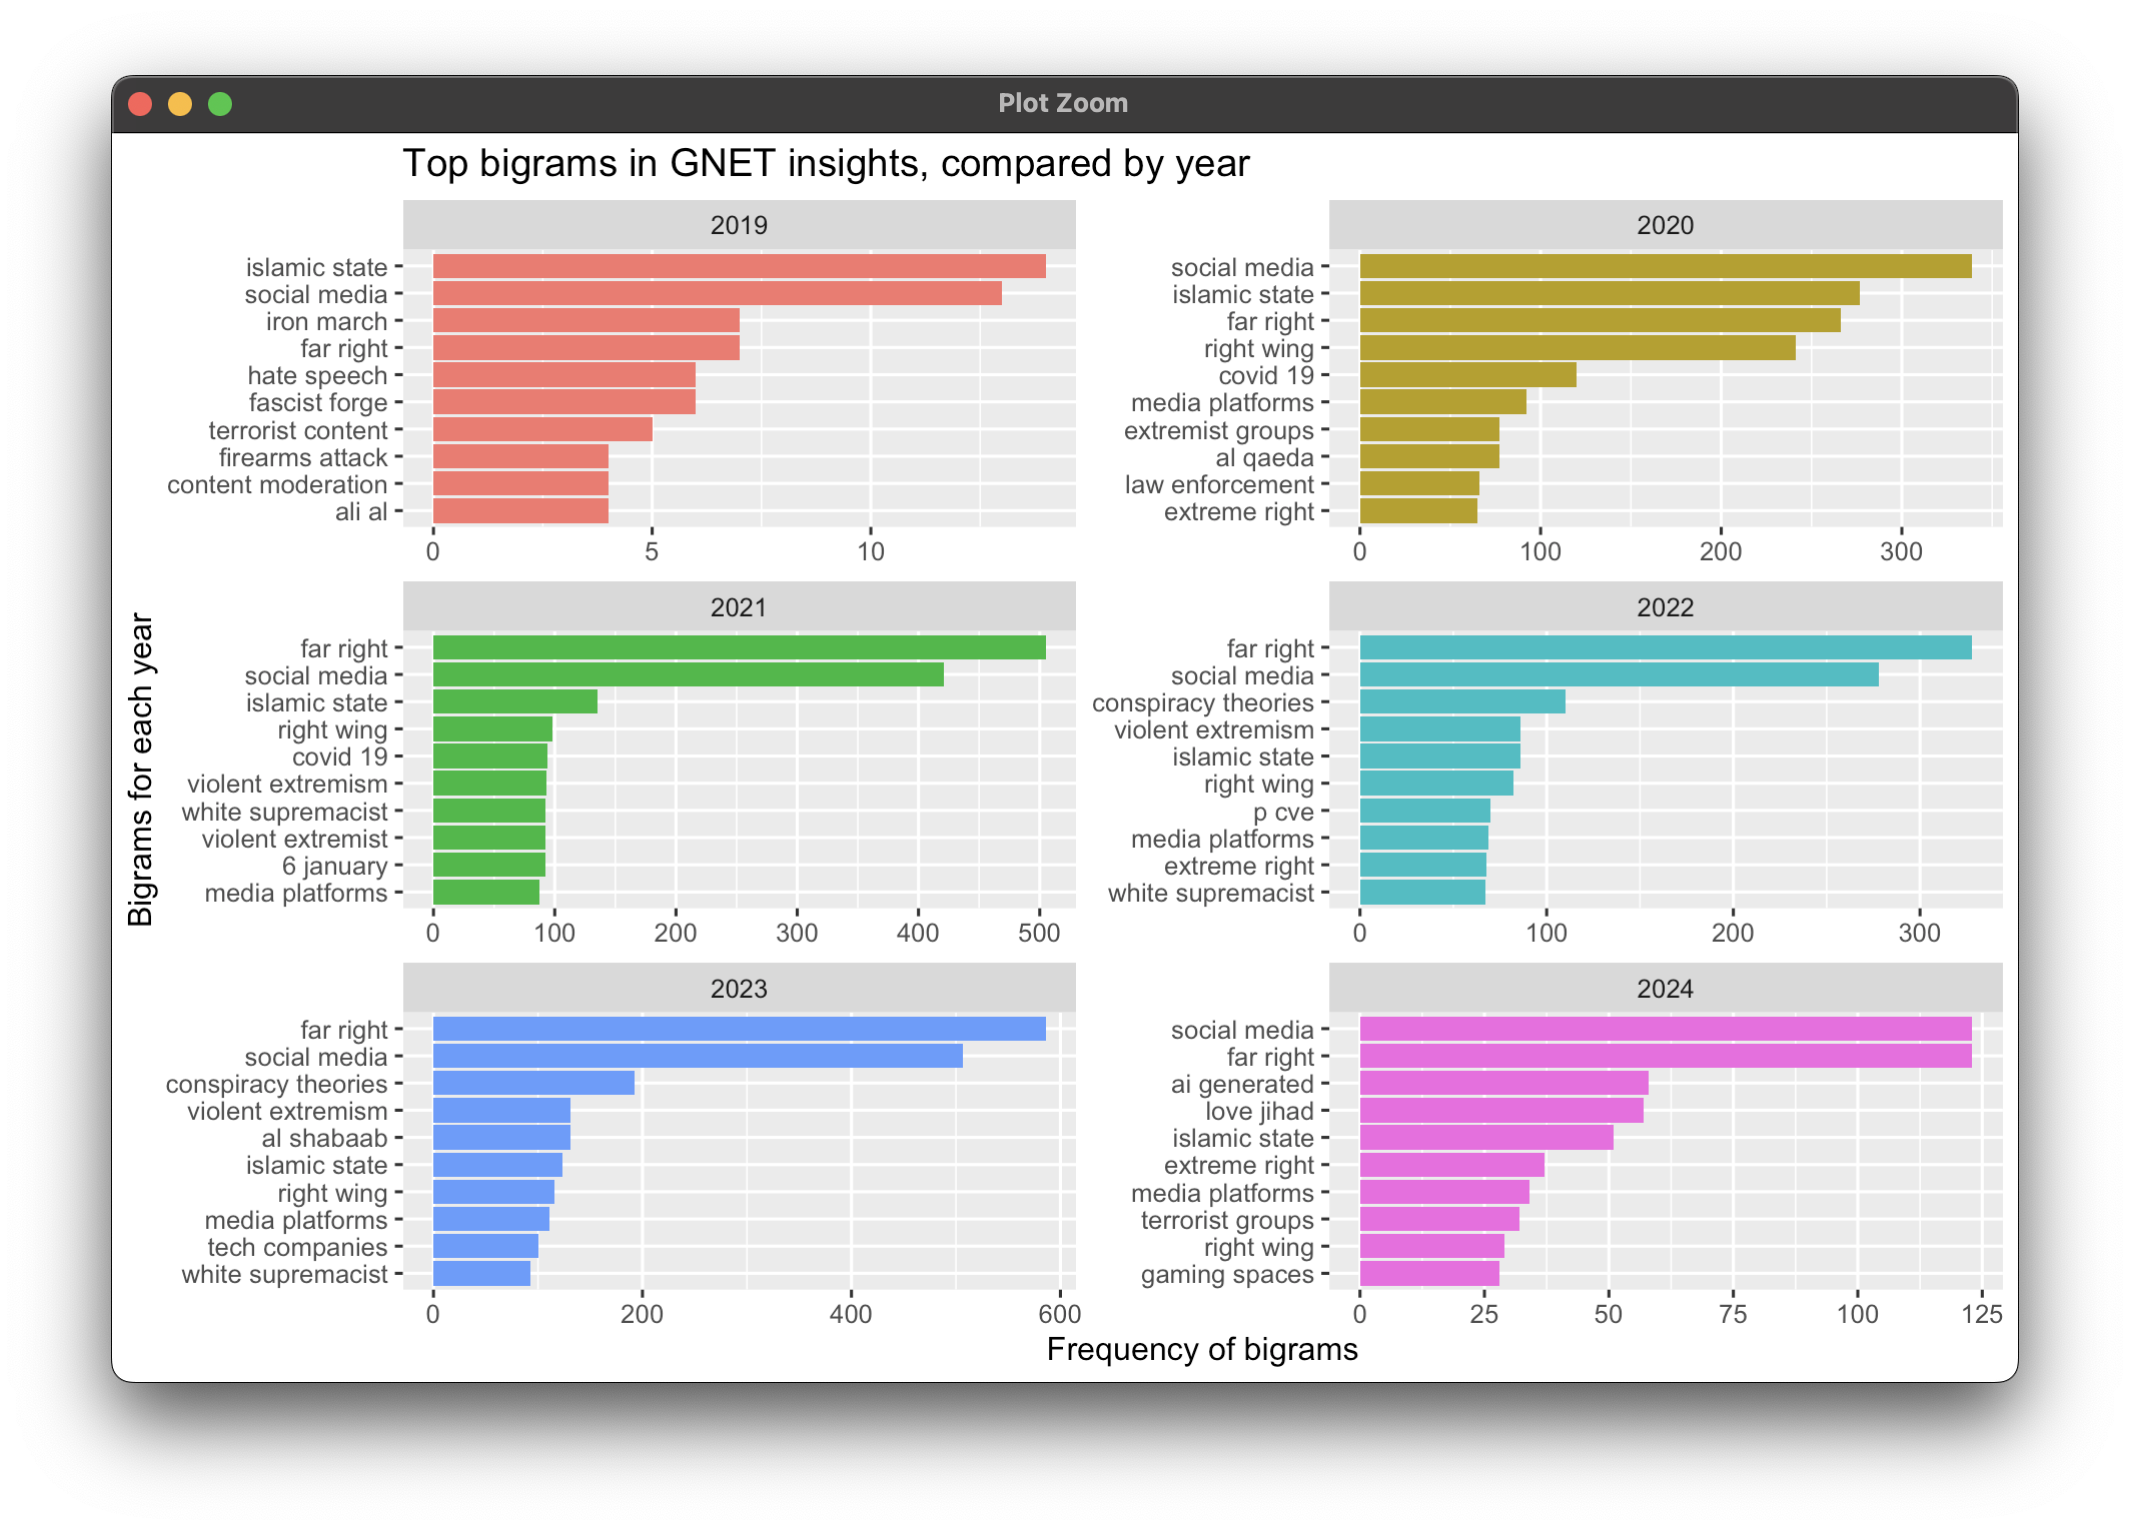 Plot Zoom
Top bigrams in GNET insights, compared by year
2019
islamic state
social media
iron march
far right
hate speech
fascist forge
terrorist content
firearms attack
content moderation
ali al
0 5 10
2020
social media
islamic state
far right
right wing
covid 19
media platforms
extremist groups
al qaeda
law enforcement
extreme right
0 100 200 300
Bigrams for each year
2021
far right
social media
islamic state
right wing
covid 19
violent extremism
white supremacist
violent extremist
6 january
media platforms
0 100 200 300 400 500
2022
far right
social media
conspiracy theories
violent extremism
islamic state
right wing
p cve
media platforms
extreme right
white supremacist
0 100 200 300
2023
far right
social media
conspiracy theories
violent extremism
al shabaab
islamic state
right wing
media platforms
tech companies
white supremacist
0 200 400 600
2024
social media
far right
ai generated
love jihad
islamic state
extreme right
media platforms
terrorist groups
right wing
gaming spaces
0 25 50 75 100 125
Frequency of bigrams